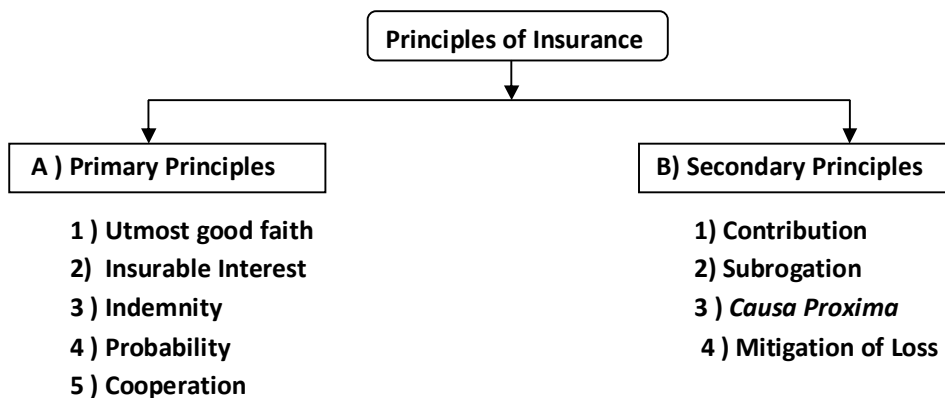 Principles of Insurance
A ) Primary Principles
1 ) Utmost good faith
2) Insurable Interest
3 ) Indemnity
4 ) Probability
5 ) Cooperation
B) Secondary Principles
1) Contribution
2) Subrogation
3 ) Causa Proxima
4 ) Mitigation of Loss